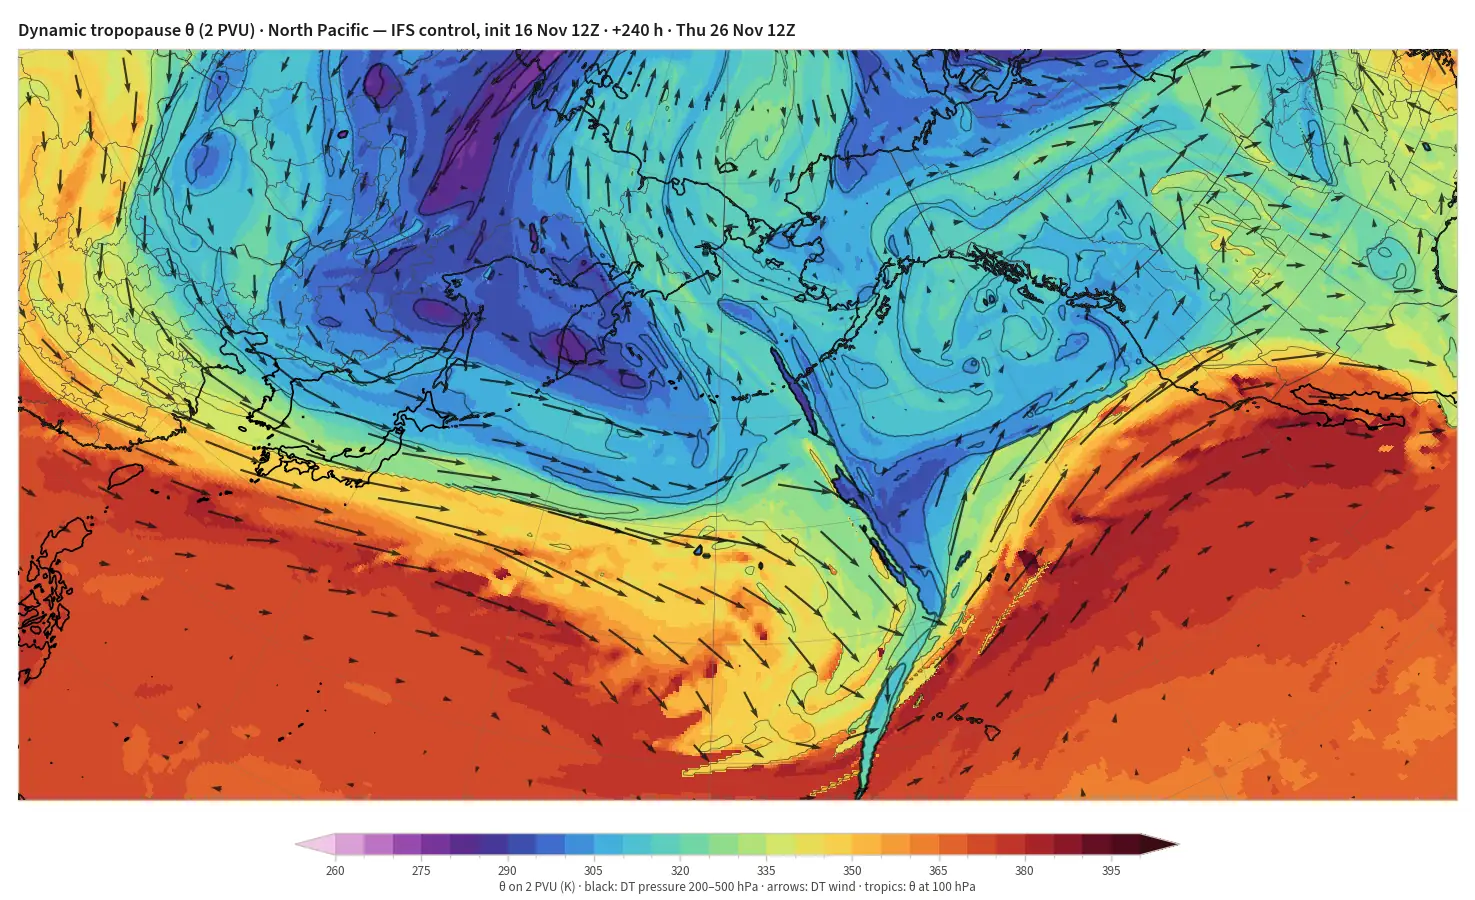 Dynamic tropopause θ (2 PVU) · North Pacific — IFS control, init 16 Nov 12Z · +240 h · Thu 26 Nov 12Z
260 275 290 305 320 335 350 365 380 395
θ on 2 PVU (K) · black: DT pressure 200–500 hPa · arrows: DT wind · tropics: θ at 100 hPa